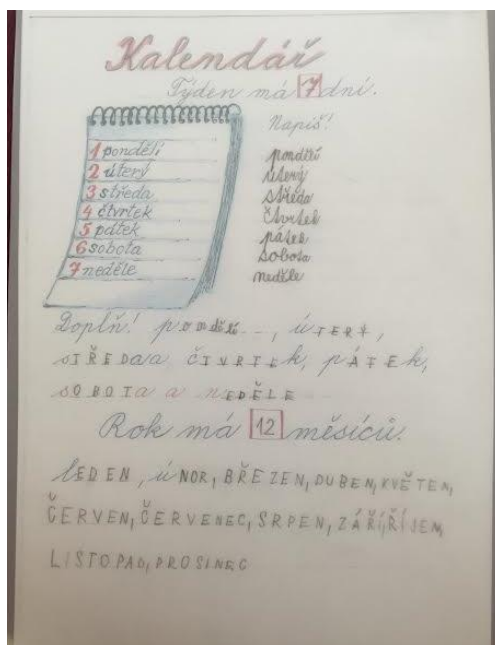 Kalendář
Týden má 7 dní.
1 pondělí
2 úterý
3 středa
4 čtvrtek
5 pátek
6 sobota
7 neděle
Napiš!
pondělí
úterý
středa
čtvrtek
pátek
sobota
neděle
Doplň! pondělí, ÚTERÝ,
STŘEDAa ČTVRTEk, PÁTEK,
SOBOTA a NEDĚLE
Rok má 12 měsíců.
LEDEN, ÚNOR, BŘEZEN, DUBEN, KVĚTEN,
ČERVEN, ČERVENEC, SRPEN, ZÁŘÍ, ŘÍJEN,
LISTOPAD, PROSINEC